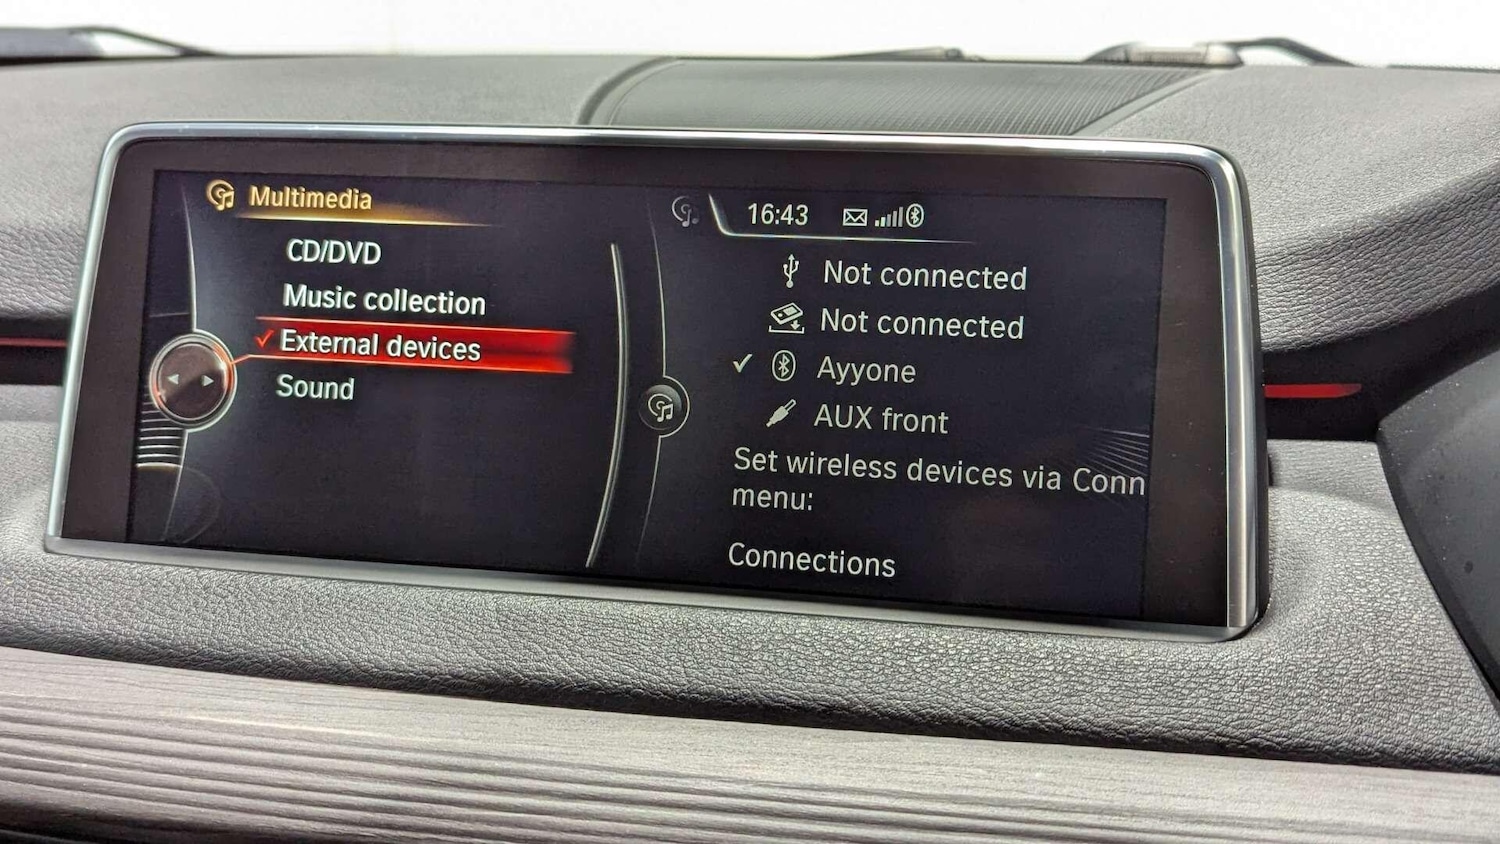 Multimedia
CD/DVD
Music collection
External devices
Sound
16:43
Not connected
Not connected
Ayyone
AUX front
Set wireless devices via Conn
menu:
Connections